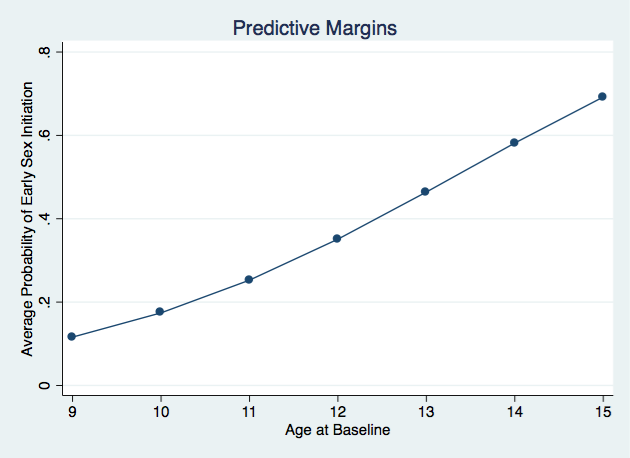 Predictive Margins
Average Probability of Early Sex Initiation
.8
.6
.4
.2
0
9 10 11 12 13 14 15
Age at Baseline